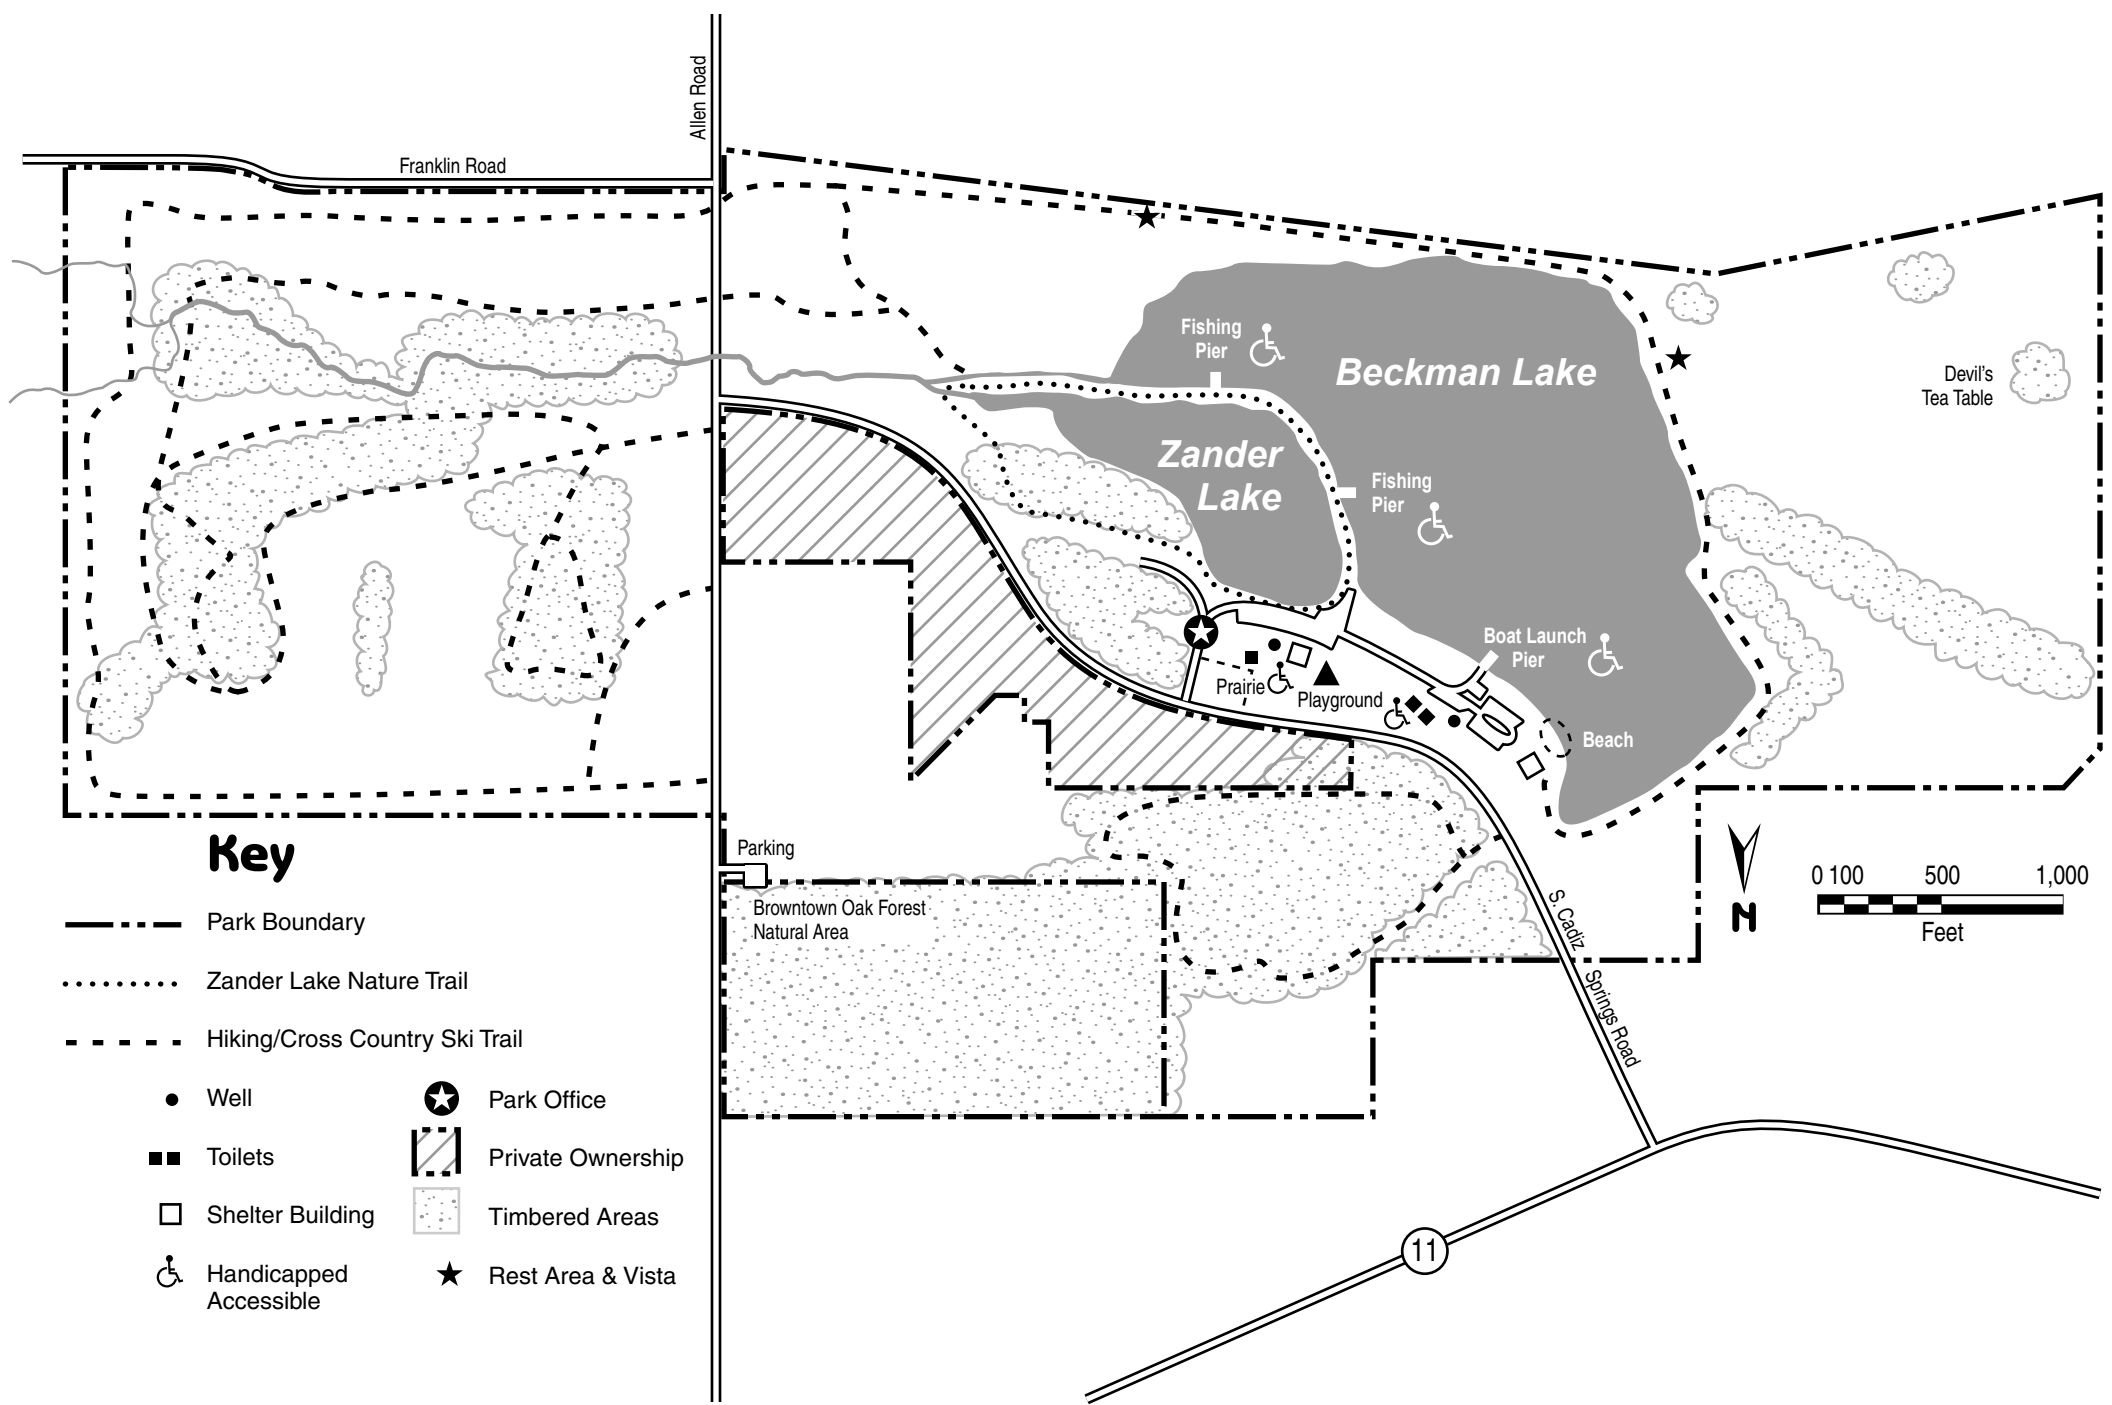 Allen Road
Franklin Road
Fishing
Pier
Beckman Lake
Devil's
Tea Table
Zander
Lake
Fishing
Pier
Boat Launch
Pier
Prairie
Playground
Beach
Parking
Browntown Oak Forest
Natural Area
S. Cadiz
Springs Road
N
0 100 500 1,000
Feet
11
Key
Park Boundary
Zander Lake Nature Trail
Hiking/Cross Country Ski Trail
Well
Toilets
Shelter Building
Handicapped
Accessible
Park Office
Private Ownership
Timbered Areas
Rest Area & Vista